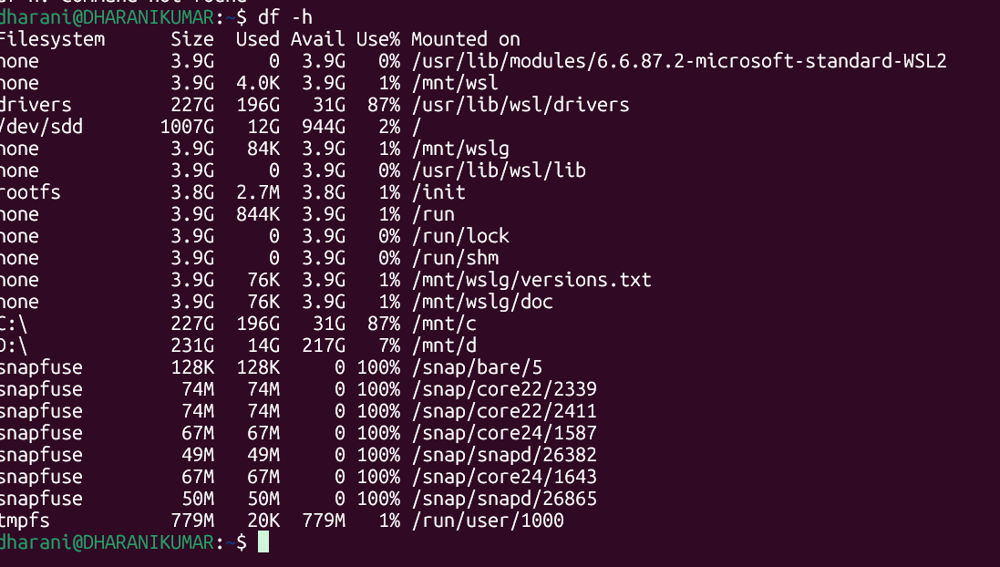 dharani@DHARANIKUMAR:~$ df -h
Filesystem Size Used Avail Use% Mounted on
none 3.9G 0 3.9G 0% /usr/lib/modules/6.6.87.2-microsoft-standard-WSL2
none 3.9G 4.0K 3.9G 1% /mnt/wsl
drivers 227G 196G 31G 87% /usr/lib/wsl/drivers
/dev/sdd 1007G 12G 944G 2% /
none 3.9G 84K 3.9G 1% /mnt/wslg
none 3.9G 0 3.9G 0% /usr/lib/wsl/lib
rootfs 3.8G 2.7M 3.8G 1% /init
none 3.9G 844K 3.9G 1% /run
none 3.9G 0 3.9G 0% /run/lock
none 3.9G 0 3.9G 0% /run/shm
none 3.9G 76K 3.9G 1% /mnt/wslg/versions.txt
none 3.9G 76K 3.9G 1% /mnt/wslg/doc
C:\ 227G 196G 31G 87% /mnt/c
D:\ 231G 14G 217G 7% /mnt/d
snapfuse 128K 128K 0 100% /snap/bare/5
snapfuse 74M 74M 0 100% /snap/core22/2339
snapfuse 74M 74M 0 100% /snap/core22/2411
snapfuse 67M 67M 0 100% /snap/core24/1587
snapfuse 49M 49M 0 100% /snap/snapd/26382
snapfuse 67M 67M 0 100% /snap/core24/1643
snapfuse 50M 50M 0 100% /snap/snapd/26865
tmpfs 779M 20K 779M 1% /run/user/1000
dharani@DHARANIKUMAR:~$